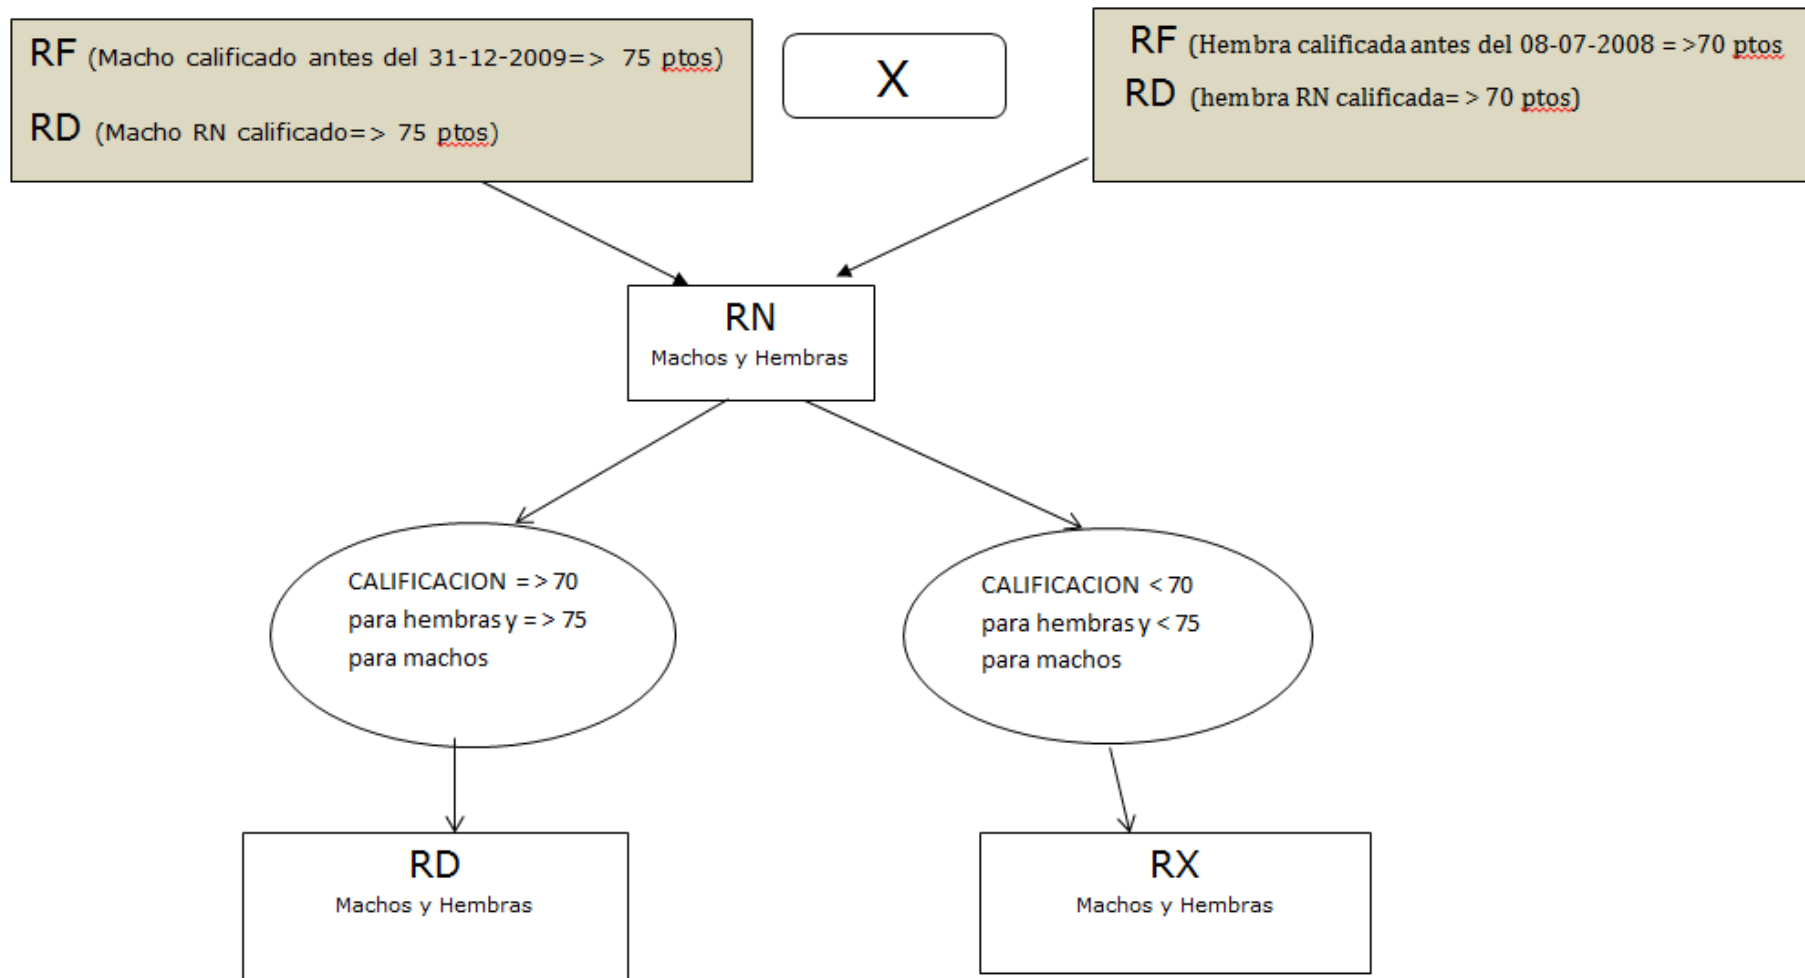 RF (Macho calificado antes del 31-12-2009= > 75 ptos)
RD (Macho RN calificado= > 75 ptos)
X
RF (Hembra calificada antes del 08-07-2008 = >70 ptos
RD (hembra RN calificada= > 70 ptos)
RN
Machos y Hembras
CALIFICACION = > 70
para hembras y = > 75
para machos
CALIFICACION < 70
para hembras y < 75
para machos
RD
Machos y Hembras
RX
Machos y Hembras